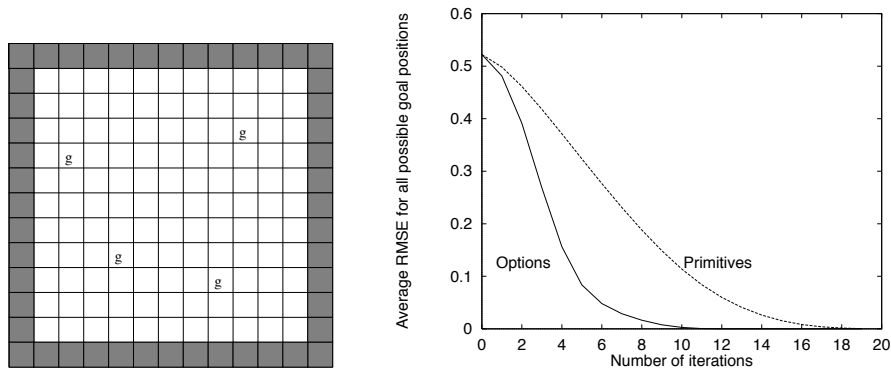 g
g
g
g
Average RMSE for all possible goal positions
0.6
0.5
0.4
0.3
0.2
0.1
0
Options
Primitives
0 2 4 6 8 10 12 14 16 18 20
Number of iterations